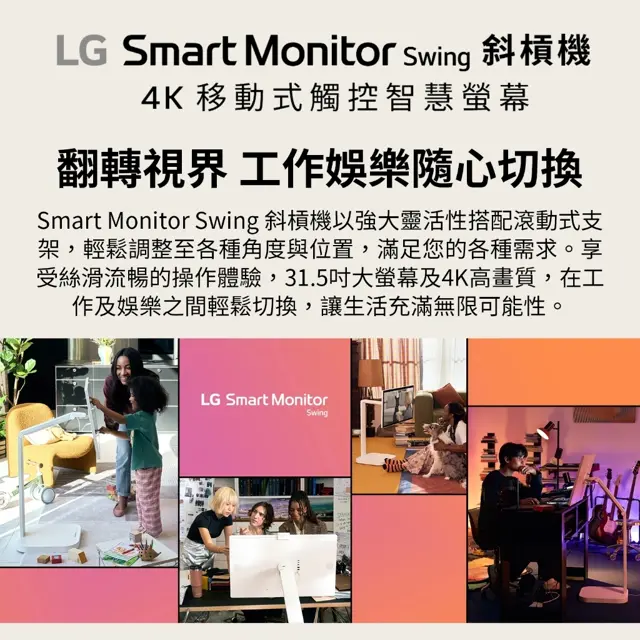 LG Smart Monitor Swing 斜槓機
4K 移動式觸控智慧螢幕
翻轉視界 工作娛樂隨心切換
Smart Monitor Swing 斜槓機以強大靈活性搭配滾動式支
架，輕鬆調整至各種角度與位置，滿足您的各種需求。享
受絲滑流暢的操作體驗，31.5吋大螢幕及4K高畫質，在工
作及娛樂之間輕鬆切換，讓生活充滿無限可能性。
LG Smart Monitor
Swing